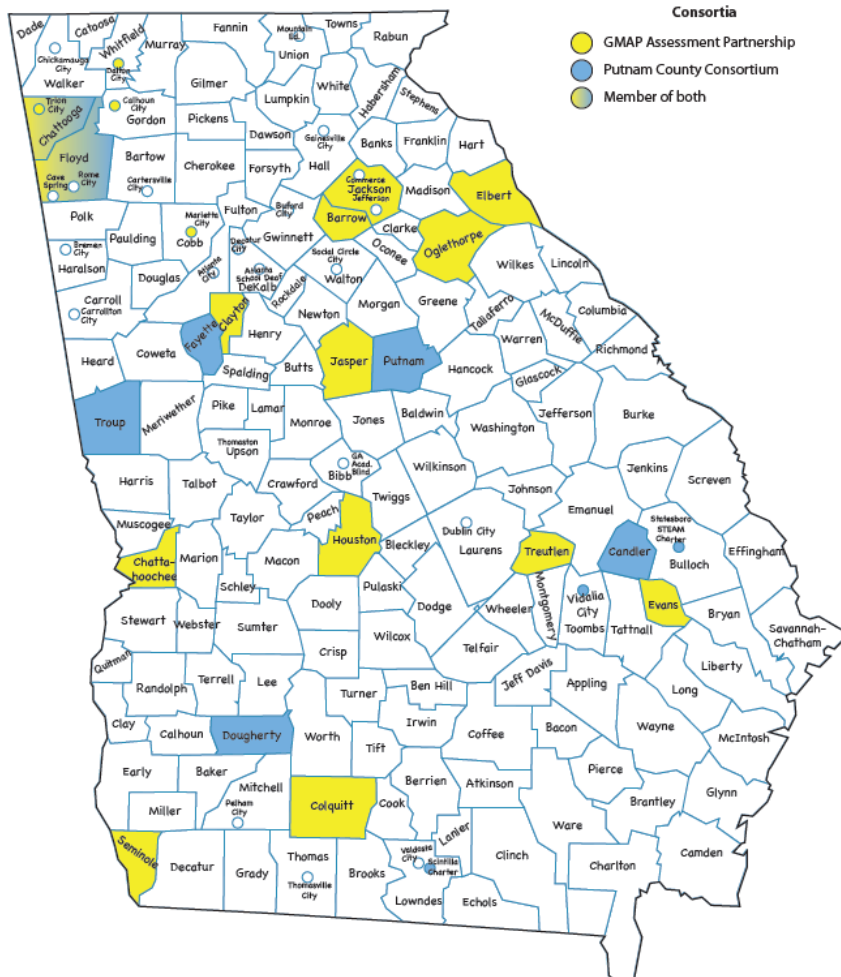 Consortia
GMAP Assessment Partnership
Putnam County Consortium
Member of both
Dade
Catoosa
Whitfield
Murray
Fannin
Mountain Ed.
Union
Towns
Rabun
Chickamauga City
Dalton City
Walker
Gilmer
White
Habersham
Stephens
Lumpkin
Trion City
Chattooga
Calhoun City
Gordon
Pickens
Dawson
Gainesville City
Banks
Franklin
Hart
Floyd
Cave Spring
Rome City
Bartow
Cartersville City
Cherokee
Forsyth
Hall
Commerce
Jackson
Jefferson
Madison
Elbert
Polk
Paulding
Marietta City
Cobb
Fulton
Buford City
Gwinnett
Barrow
Clarke
Oconee
Oglethorpe
Bremen City
Haralson
Douglas
Atlanta City
Decatur City
Atlanta School Deaf
DeKalb
Rockdale
Social Circle City
Walton
Wilkes
Lincoln
Carroll
Carrollton City
Fayette
Clayton
Henry
Newton
Morgan
Greene
Taliaferro
Warren
McDuffie
Columbia
Richmond
Heard
Coweta
Spalding
Butts
Jasper
Putnam
Hancock
Glascock
Troup
Meriwether
Pike
Lamar
Monroe
Jones
Baldwin
Washington
Jefferson
Burke
Thomaston
Upson
Harris
Talbot
Crawford
GA Acad. Blind
Bibb
Twiggs
Wilkinson
Johnson
Emanuel
Jenkins
Screven
Muscogee
Taylor
Peach
Houston
Bleckley
Dublin City
Laurens
Treutlen
Candler
Statesboro STEAM Charter
Bulloch
Effingham
Chatta-
hoochee
Marion
Schley
Macon
Pulaski
Dodge
Wheeler
Montgomery
Vidalia City
Toombs
Tattnall
Evans
Bryan
Savannah-
Chatham
Stewart
Webster
Sumter
Dooly
Wilcox
Telfair
Jeff Davis
Appling
Long
Liberty
Quitman
Randolph
Terrell
Lee
Crisp
Turner
Ben Hill
Irwin
Coffee
Bacon
Wayne
McIntosh
Clay
Calhoun
Dougherty
Worth
Tift
Early
Baker
Mitchell
Pelham City
Colquitt
Cook
Berrien
Atkinson
Pierce
Brantley
Glynn
Miller
Seminole
Decatur
Grady
Thomas
Thomasville City
Brooks
Valdosta City
Scintilla Charter
Lanier
Lowndes
Echols
Clinch
Ware
Charlton
Camden